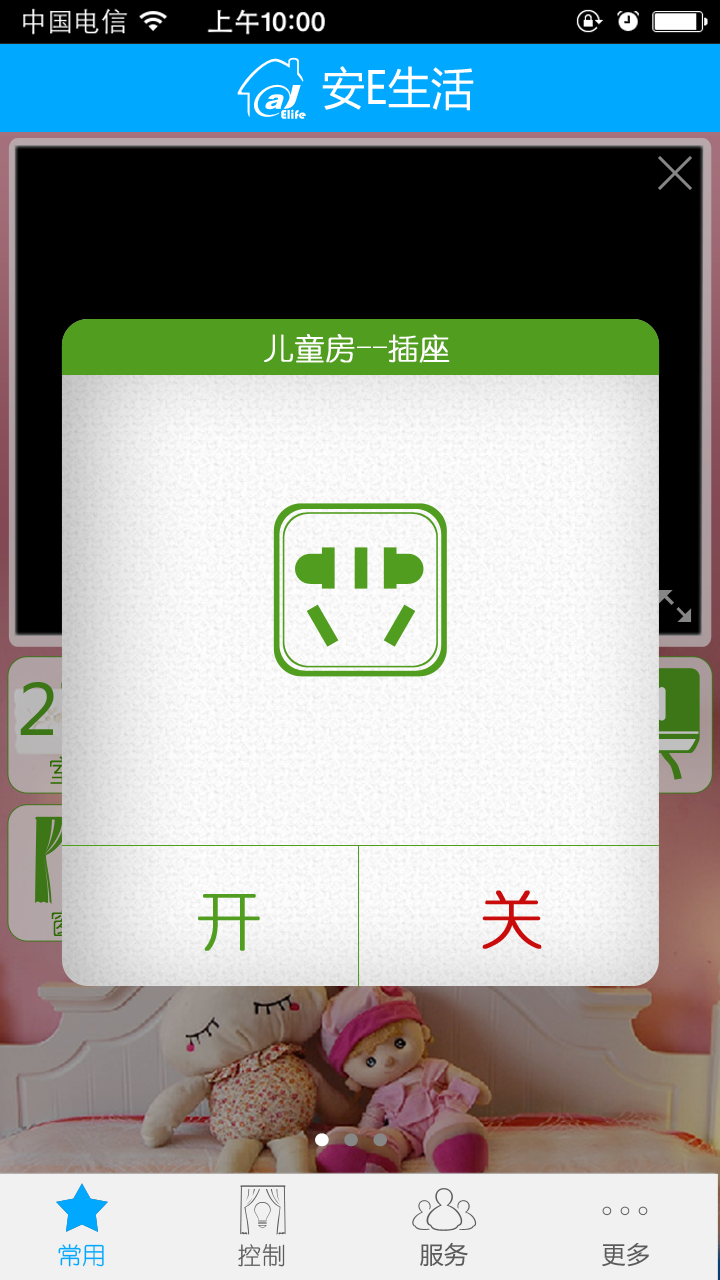 中国电信 上午10:00
a Elife 安E生活
儿童房--插座
2
开 关
常用 控制 服务 更多